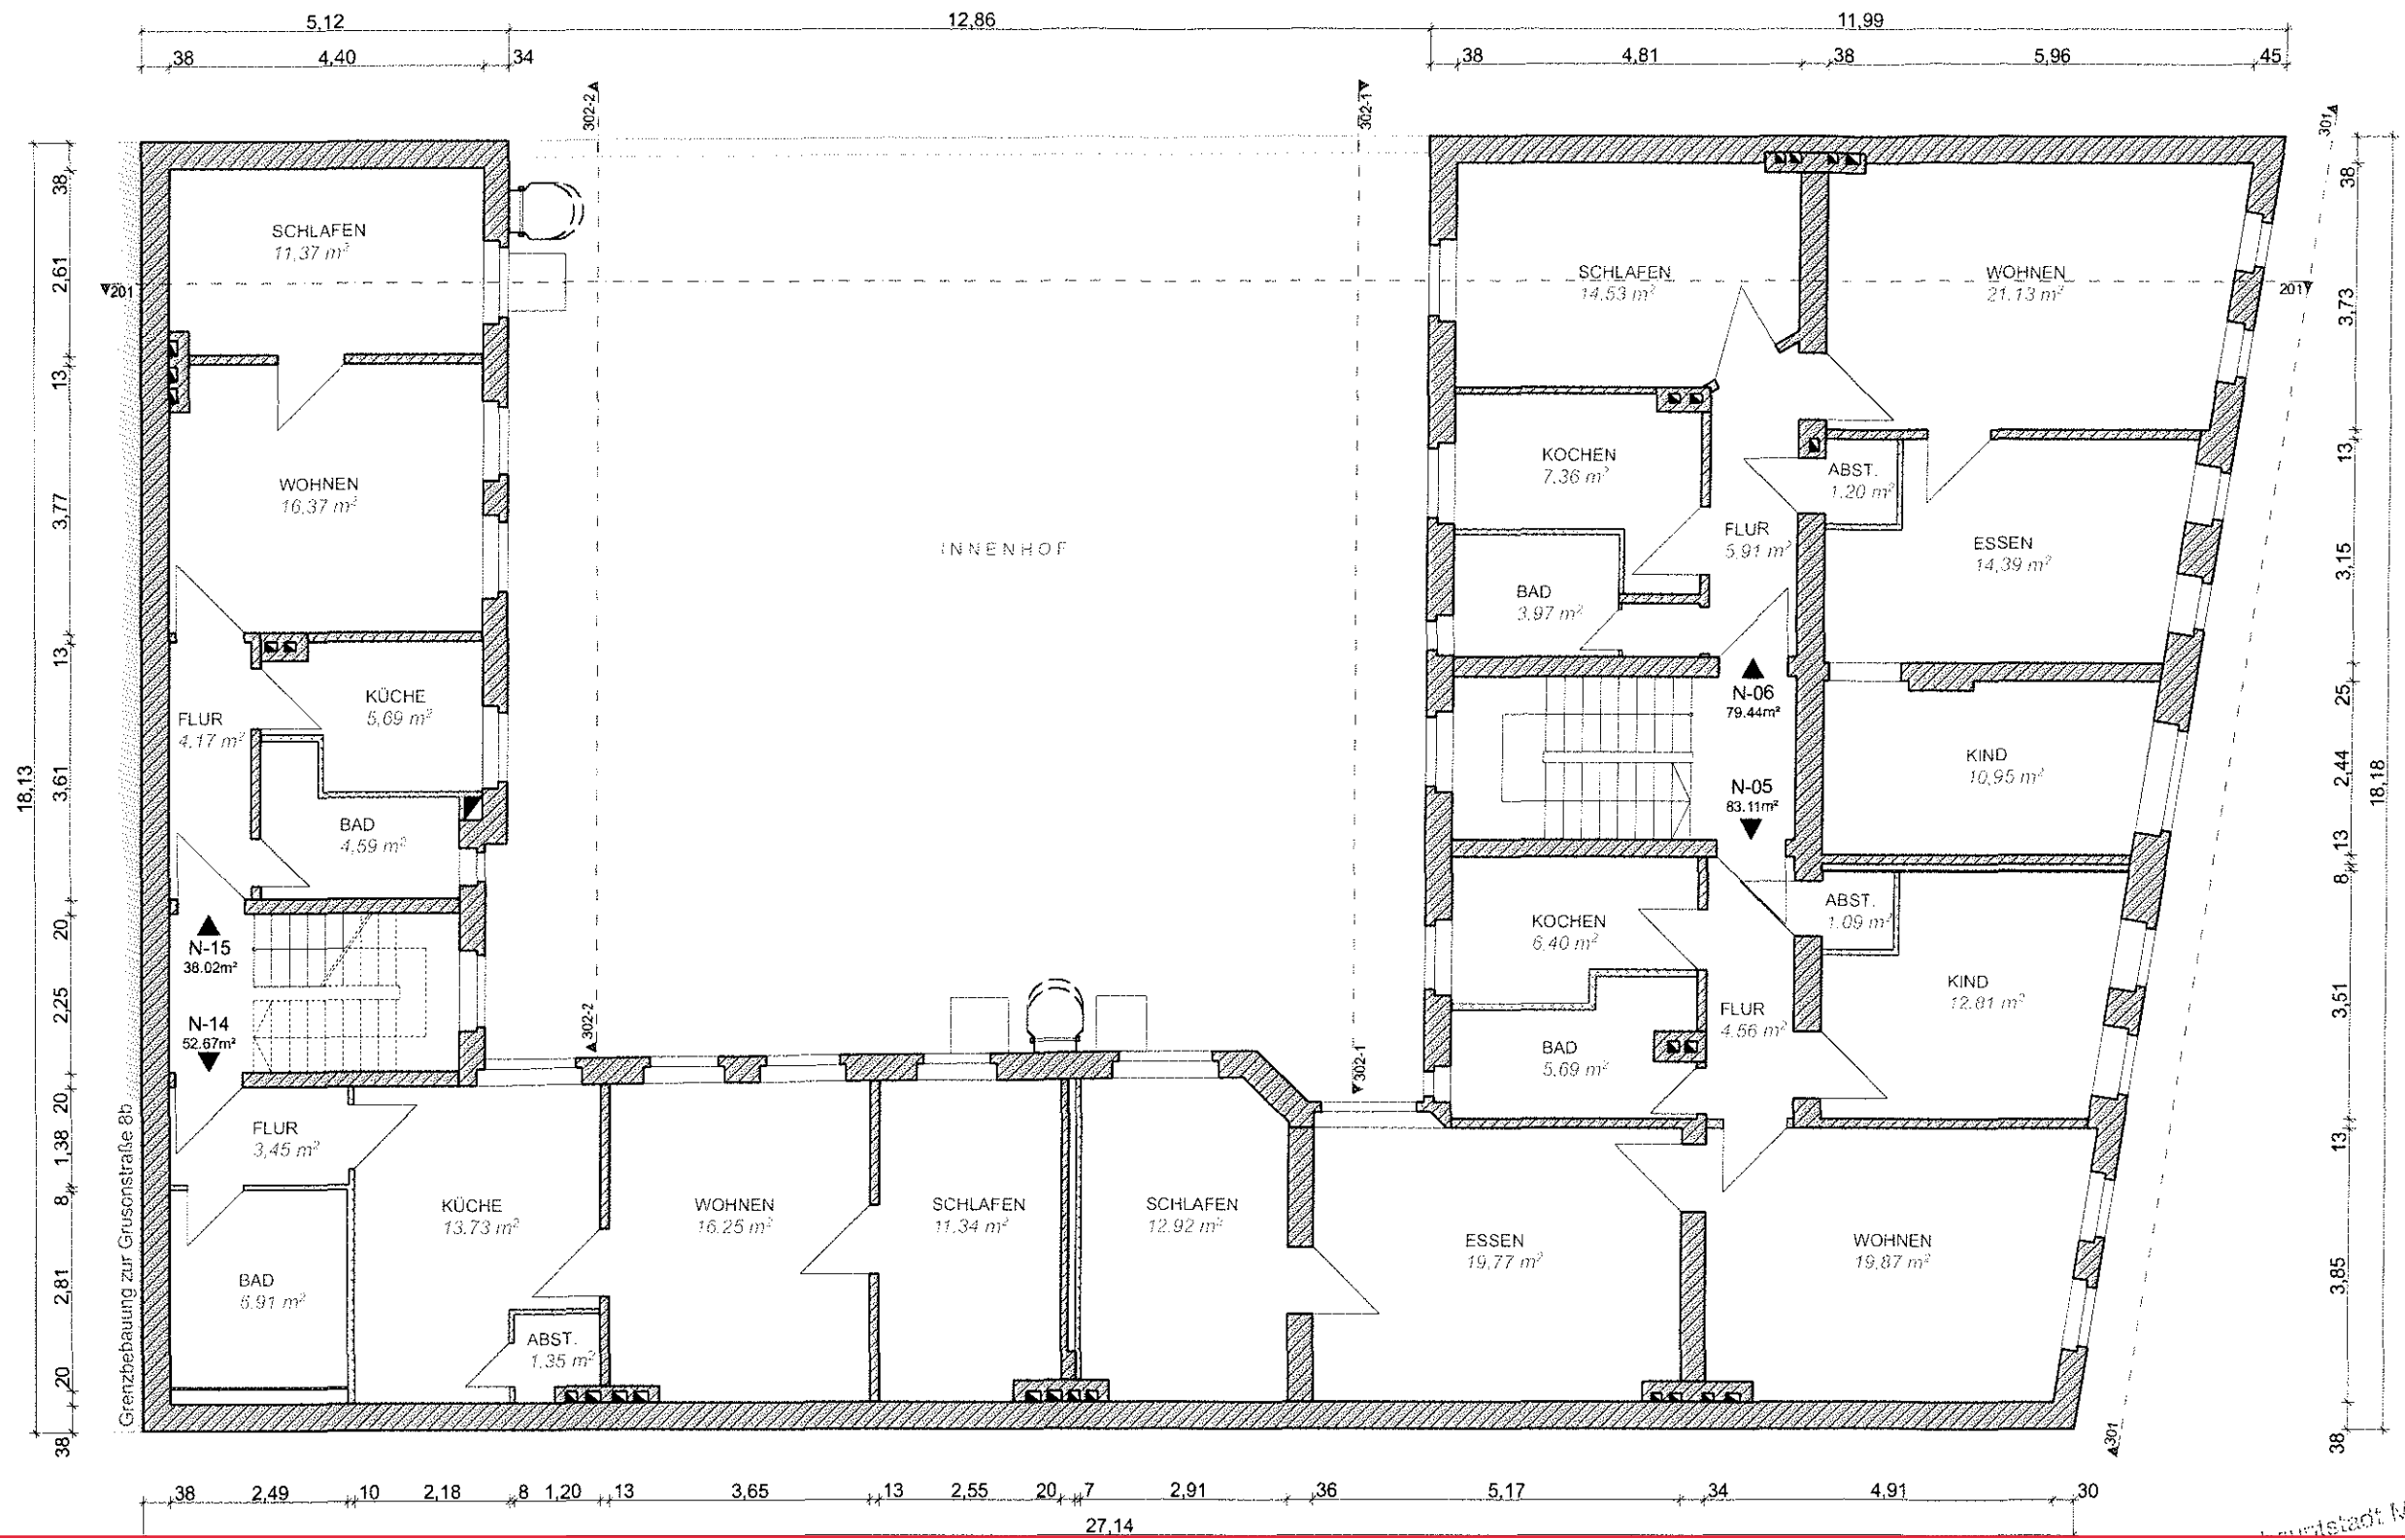 5,12
12,86
11,99
38
4,40
34
38
4,81
38
5,96
45
302-2
302-1
301
38
2,61
13
3,77
13
3,61
20
2,25
20
1,38
8
2,81
20
38
18,13
201
SCHLAFEN
11,37 m²
WOHNEN
16,37 m²
KÜCHE
5,69 m²
FLUR
4.17 m²
BAD
4,59 m²
N-15
38.02m²
N-14
52.67m²
FLUR
3,45 m²
BAD
6.91 m²
KÜCHE
13.73 m²
ABST.
1.35 m²
WOHNEN
16.25 m²
SCHLAFEN
11.34 m²
SCHLAFEN
12.92 m²
INNENHOF
302-2
302-1
SCHLAFEN
14,53 m²
WOHNEN
21.13 m²
201
KOCHEN
7.36 m²
ABST.
1.20 m²
FLUR
5,91 m²
ESSEN
14,39 m²
BAD
3.97 m²
N-06
79.44m²
N-05
83.11m²
KIND
10,95 m²
KOCHEN
6.40 m²
ABST.
1.09 m²
KIND
12.81 m²
FLUR
4.56 m²
BAD
5.69 m²
ESSEN
19,77 m²
WOHNEN
19,87 m²
38
3,73
13
3,15
25
2,44
13
8
3,51
13
3,85
38
18,18
301
Grenzbebauung zur Grusonstraße 8b
38
2,49
10
2,18
8
1,20
13
3,65
13
2,55
20
7
2,91
36
5,17
34
4,91
30
27,14